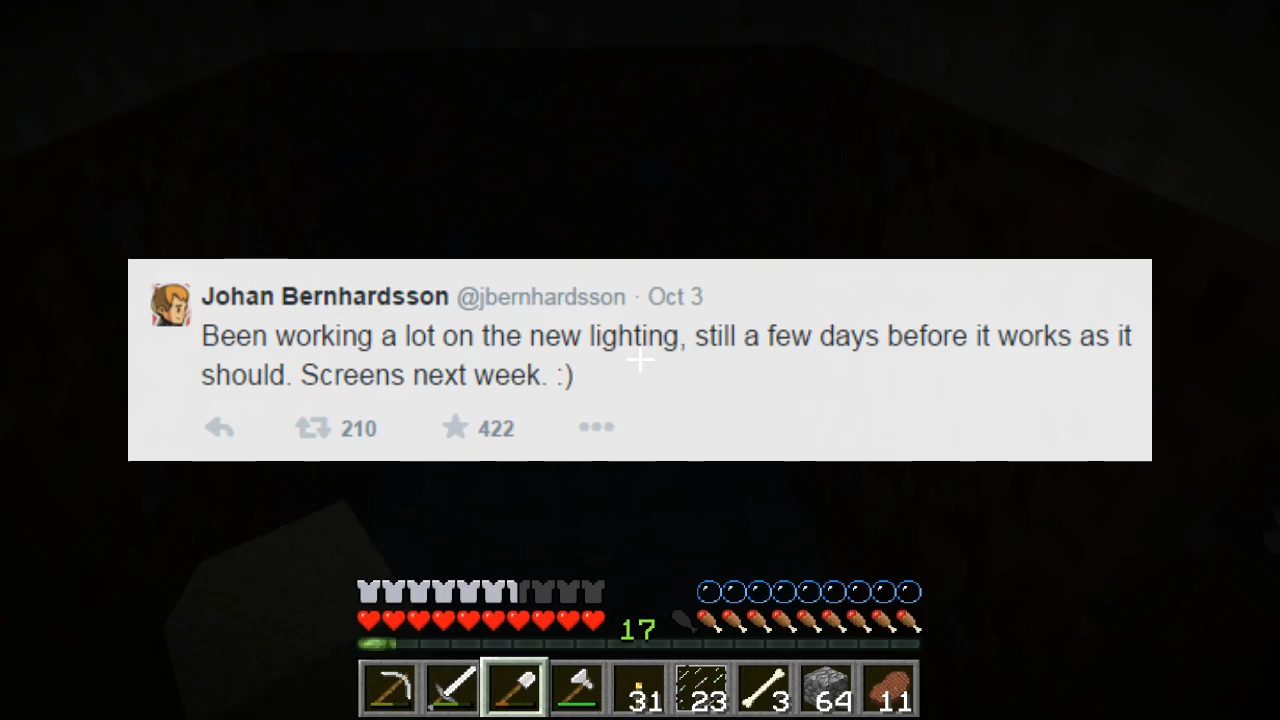 Johan Bernhardsson @jbernhardsson · Oct 3
Been working a lot on the new lighting, still a few days before it works as it
should. Screens next week. :)
210 422
17
31 23 3 64 11